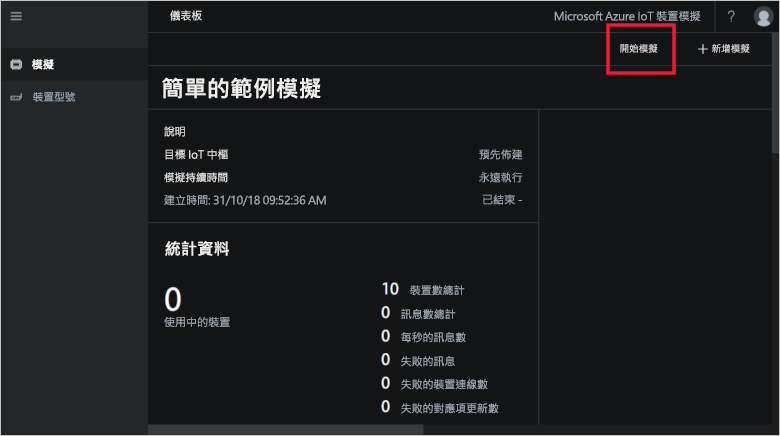 儀表板
Microsoft Azure IoT 裝置模擬
?
開始模擬
+ 新增模擬
模擬
裝置型號
簡單的範例模擬
說明
目標 IoT 中樞 預先佈建
模擬持續時間 永遠執行
建立時間: 31/10/18 09:52:36 AM 已結束 -
統計資料
0
使用中的裝置
10 裝置數總計
0 訊息數總計
0 每秒的訊息數
0 失敗的訊息
0 失敗的裝置連線數
0 失敗的對應項更新數